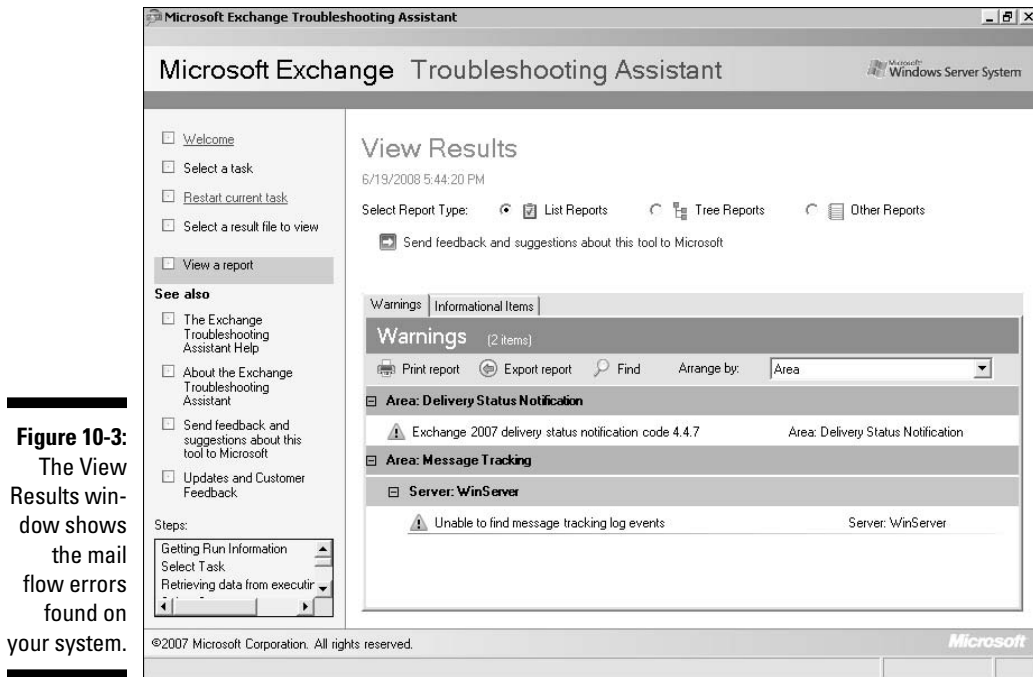 Microsoft Exchange Troubleshooting Assistant
Microsoft Exchange Troubleshooting Assistant
Microsoft
Windows Server System
Welcome
Select a task
Restart current task
Select a result file to view
View a report
See also
The Exchange
Troubleshooting
Assistant Help
About the Exchange
Troubleshooting
Assistant
Send feedback and
suggestions about this
tool to Microsoft
Updates and Customer
Feedback
Steps:
Getting Run Information
Select Task
Retrieving data from executin
View Results
6/19/2008 5:44:20 PM
Select Report Type: List Reports Tree Reports Other Reports
Send feedback and suggestions about this tool to Microsoft
Warnings Informational Items
Warnings (2 items)
Print report Export report Find Arrange by: Area
Area: Delivery Status Notification
Exchange 2007 delivery status notification code 4.4.7 Area: Delivery Status Notification
Area: Message Tracking
Server: WinServer
Unable to find message tracking log events Server: WinServer
©2007 Microsoft Corporation. All rights reserved.
Microsoft
Figure 10-3:
The View
Results win-
dow shows
the mail
flow errors
found on
your system.